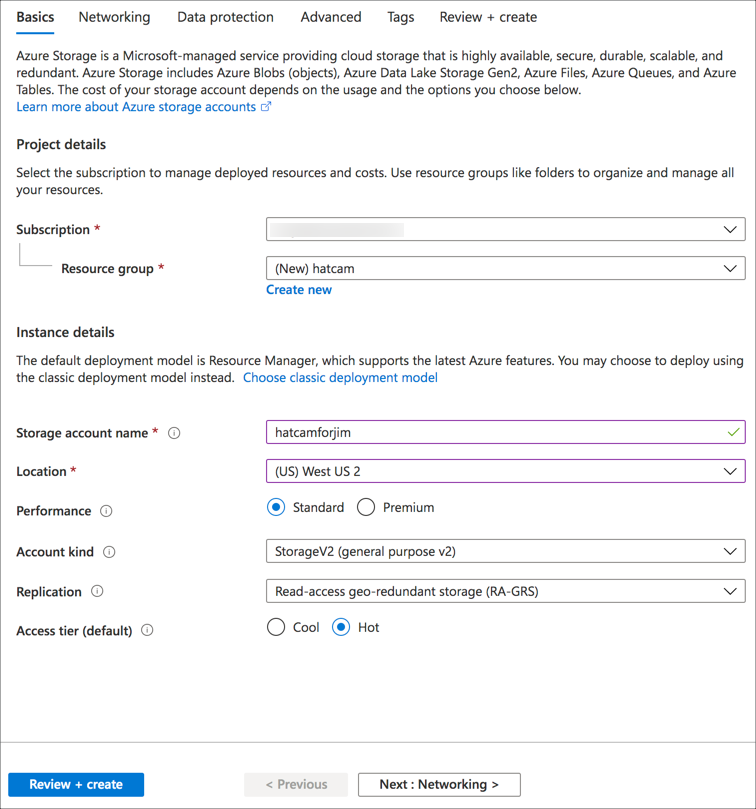 Basics Networking Data protection Advanced Tags Review + create
Azure Storage is a Microsoft-managed service providing cloud storage that is highly available, secure, durable, scalable, and
redundant. Azure Storage includes Azure Blobs (objects), Azure Data Lake Storage Gen2, Azure Files, Azure Queues, and Azure
Tables. The cost of your storage account depends on the usage and the options you choose below.
Learn more about Azure storage accounts
Project details
Select the subscription to manage deployed resources and costs. Use resource groups like folders to organize and manage all
your resources.
Subscription *
Resource group * (New) hatcam
Create new
Instance details
The default deployment model is Resource Manager, which supports the latest Azure features. You may choose to deploy using
the classic deployment model instead. Choose classic deployment model
Storage account name * hatcamforjim
Location * (US) West US 2
Performance Standard Premium
Account kind StorageV2 (general purpose v2)
Replication Read-access geo-redundant storage (RA-GRS)
Access tier (default) Cool Hot
Review + create < Previous Next : Networking >